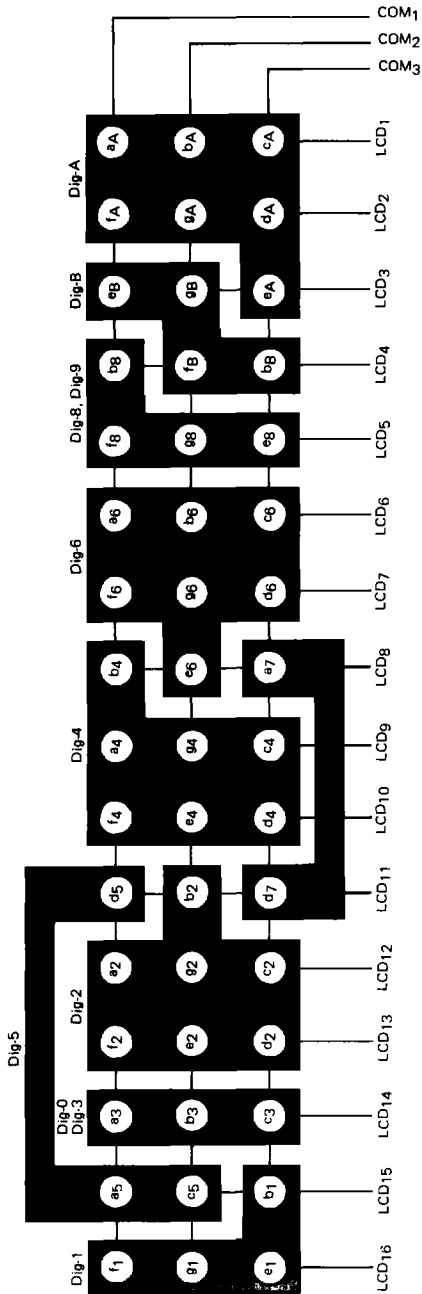 COM1
COM2
COM3
Dig-5
Dig-1
Dig-0
Dig-3
Dig-2
Dig-4
Dig-6
Dig-8, Dig-9
Dig-B
Dig-A
f1 a5 a3 f2 a2 d5 f4 a4 b4 f6 a6 f8 b8 eB fA aA
g1 c5 b3 e2 g2 b2 e4 g4 e6 g6 b6 g8 fB gB gA bA
e1 b1 c3 d2 c2 d7 d4 c4 a7 d6 c6 e8 bB eA dA cA
LCD16 LCD15 LCD14 LCD13 LCD12 LCD11 LCD10 LCD9 LCD8 LCD7 LCD6 LCD5 LCD4 LCD3 LCD2 LCD1